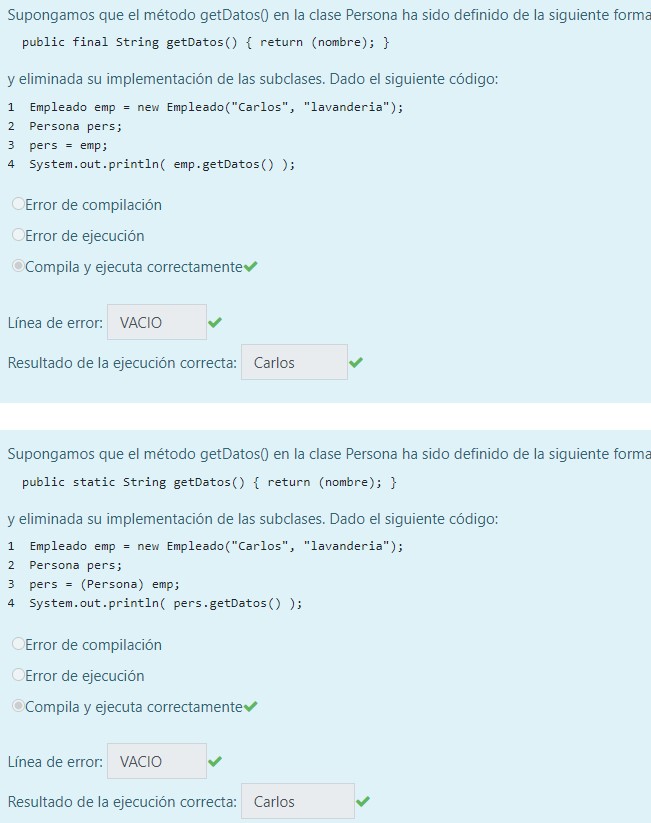 Supongamos que el método getDatos() en la clase Persona ha sido definido de la siguiente forma
public final String getDatos() { return (nombre); }
y eliminada su implementación de las subclases. Dado el siguiente código:
1 Empleado emp = new Empleado("Carlos", "lavanderia");
2 Persona pers;
3 pers = emp;
4 System.out.println( emp.getDatos() );
Error de compilación
Error de ejecución
Compila y ejecuta correctamente
Línea de error: VACIO
Resultado de la ejecución correcta: Carlos
Supongamos que el método getDatos() en la clase Persona ha sido definido de la siguiente forma
public static String getDatos() { return (nombre); }
y eliminada su implementación de las subclases. Dado el siguiente código:
1 Empleado emp = new Empleado("Carlos", "lavanderia");
2 Persona pers;
3 pers = (Persona) emp;
4 System.out.println( pers.getDatos() );
Error de compilación
Error de ejecución
Compila y ejecuta correctamente
Línea de error: VACIO
Resultado de la ejecución correcta: Carlos